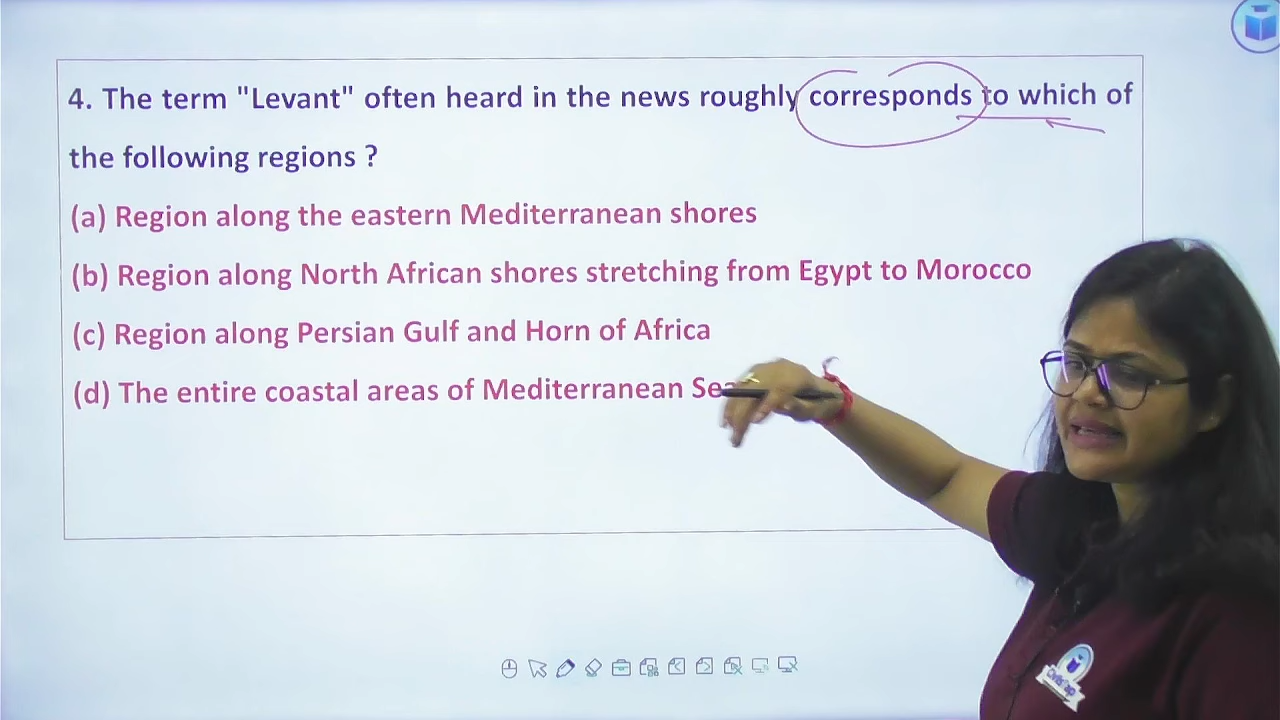 4. The term "Levant" often heard in the news roughly corresponds to which of
the following regions ?
(a) Region along the eastern Mediterranean shores
(b) Region along North African shores stretching from Egypt to Morocco
(c) Region along Persian Gulf and Horn of Africa
(d) The entire coastal areas of Mediterranean Sea